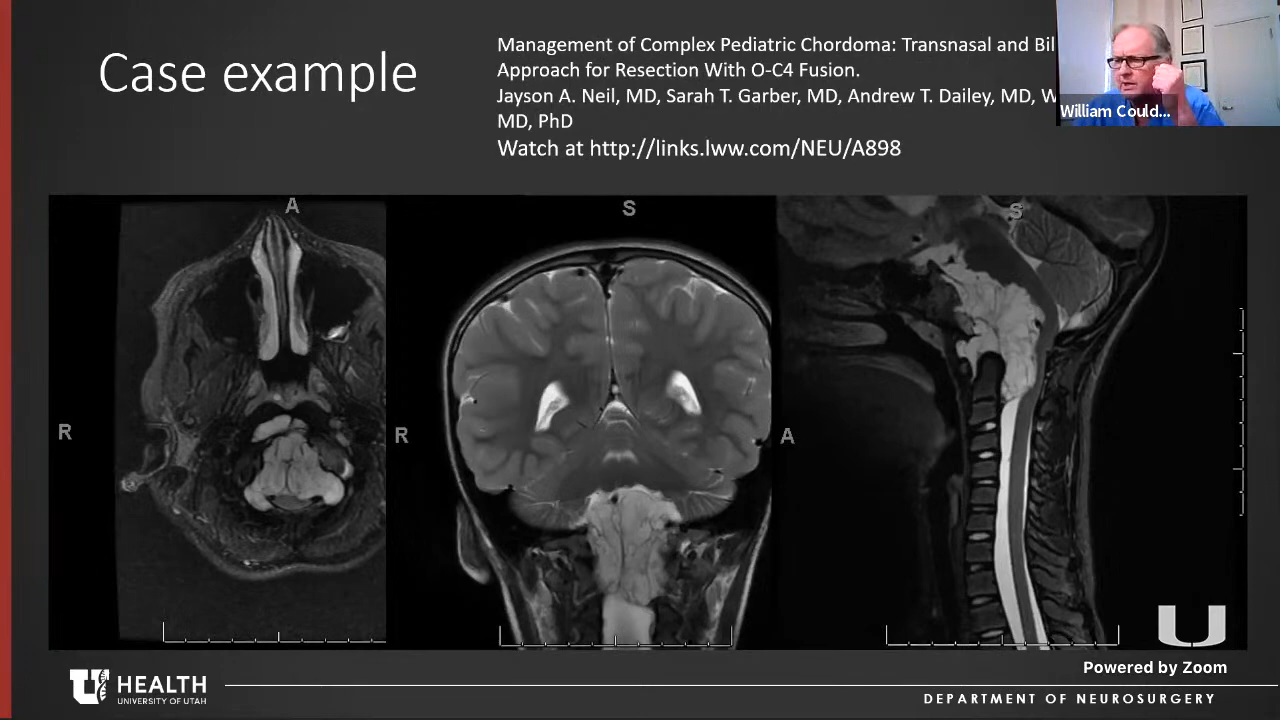 Case example
Management of Complex Pediatric Chordoma: Transnasal and Bil
Approach for Resection With O-C4 Fusion.
Jayson A. Neil, MD, Sarah T. Garber, MD, Andrew T. Dailey, MD, W
MD, PhD
Watch at http://links.lww.com/NEU/A898
William Could...
A
S
S
R
R
A
U
Powered by Zoom
U HEALTH
UNIVERSITY OF UTAH
DEPARTMENT OF NEUROSURGERY